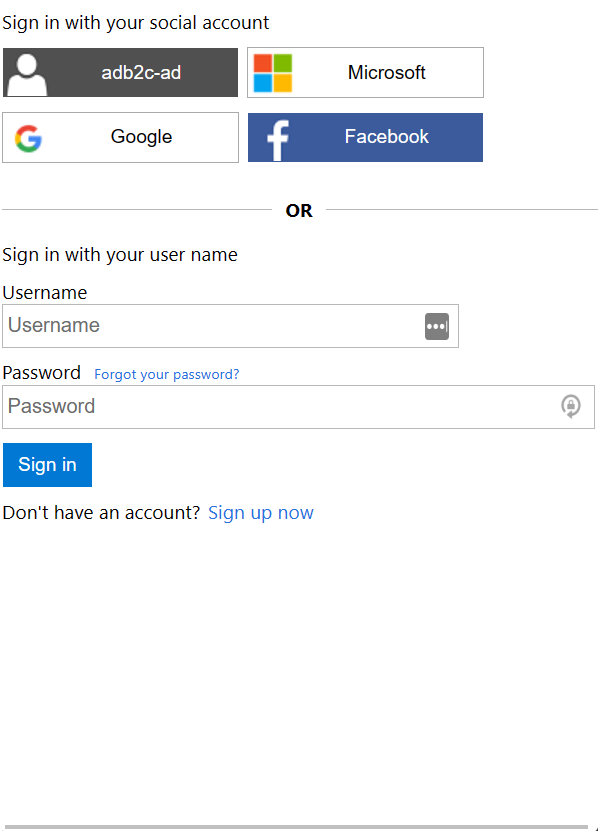 Sign in with your social account
adb2c-ad
Microsoft
Google
Facebook
OR
Sign in with your user name
Username
Username
Password Forgot your password?
Password
Sign in
Don't have an account? Sign up now